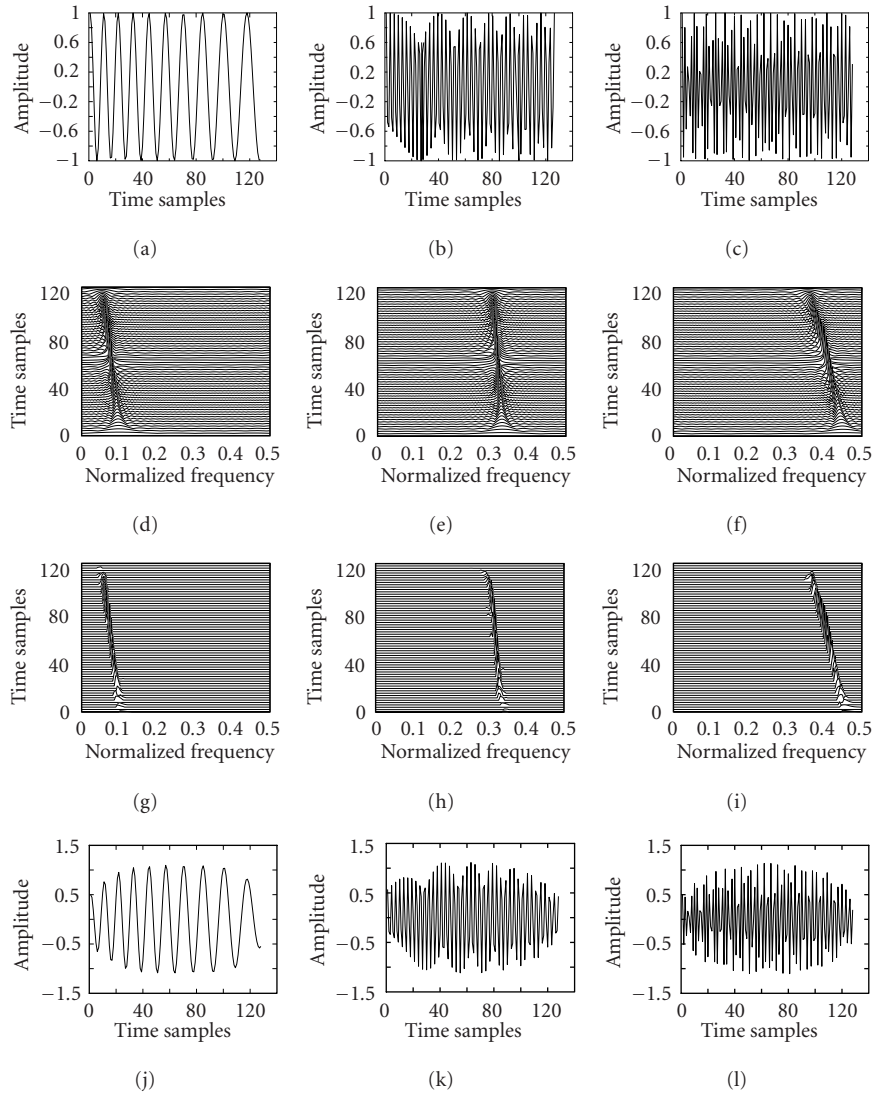 1
0.6
0.2
−0.2
−0.6
−1
Amplitude
0 40 80 120
Time samples
(a)
1
0.6
0.2
−0.2
−0.6
−1
Amplitude
0 40 80 120
Time samples
(b)
1
0.6
0.2
−0.2
−0.6
−1
Amplitude
0 40 80 120
Time samples
(c)
120
80
40
0
Time samples
0 0.1 0.2 0.3 0.4 0.5
Normalized frequency
(d)
120
80
40
0
Time samples
0 0.1 0.2 0.3 0.4 0.5
Normalized frequency
(e)
120
80
40
0
Time samples
0 0.1 0.2 0.3 0.4 0.5
Normalized frequency
(f)
120
80
40
0
Time samples
0 0.1 0.2 0.3 0.4 0.5
Normalized frequency
(g)
120
80
40
0
Time samples
0 0.1 0.2 0.3 0.4 0.5
Normalized frequency
(h)
120
80
40
0
Time samples
0 0.1 0.2 0.3 0.4 0.5
Normalized frequency
(i)
1.5
0.5
−0.5
−1.5
Amplitude
0 40 80 120
Time samples
(j)
1.5
0.5
−0.5
−1.5
Amplitude
0 40 80 120
Time samples
(k)
1.5
0.5
−0.5
−1.5
Amplitude
0 40 80 120
Time samples
(l)